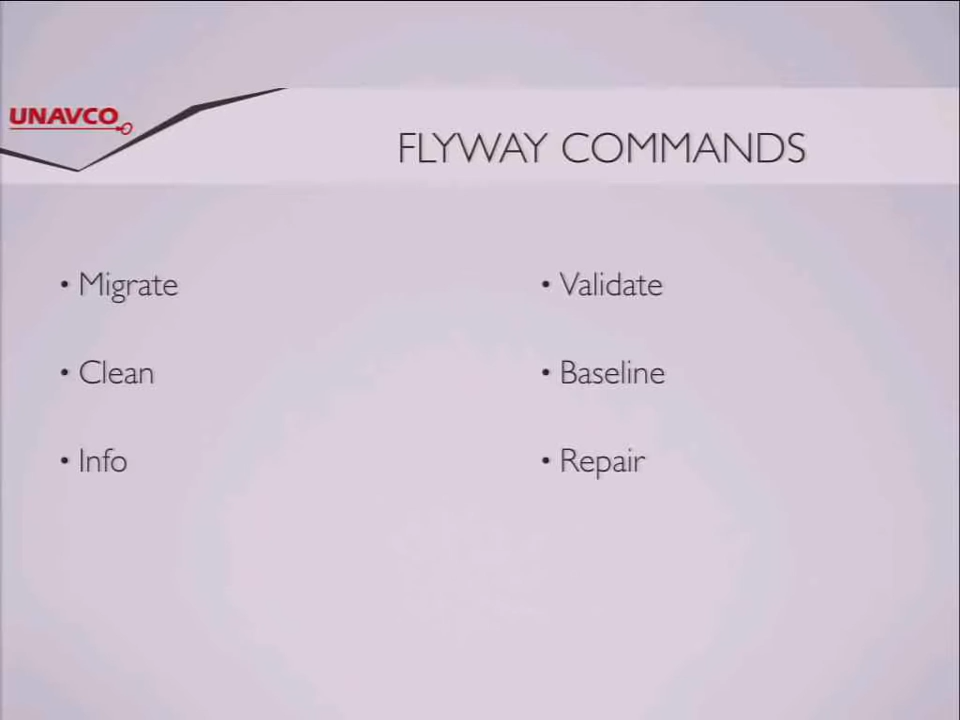 UNAVCO
FLYWAY COMMANDS
• Migrate
• Clean
• Info
• Validate
• Baseline
• Repair